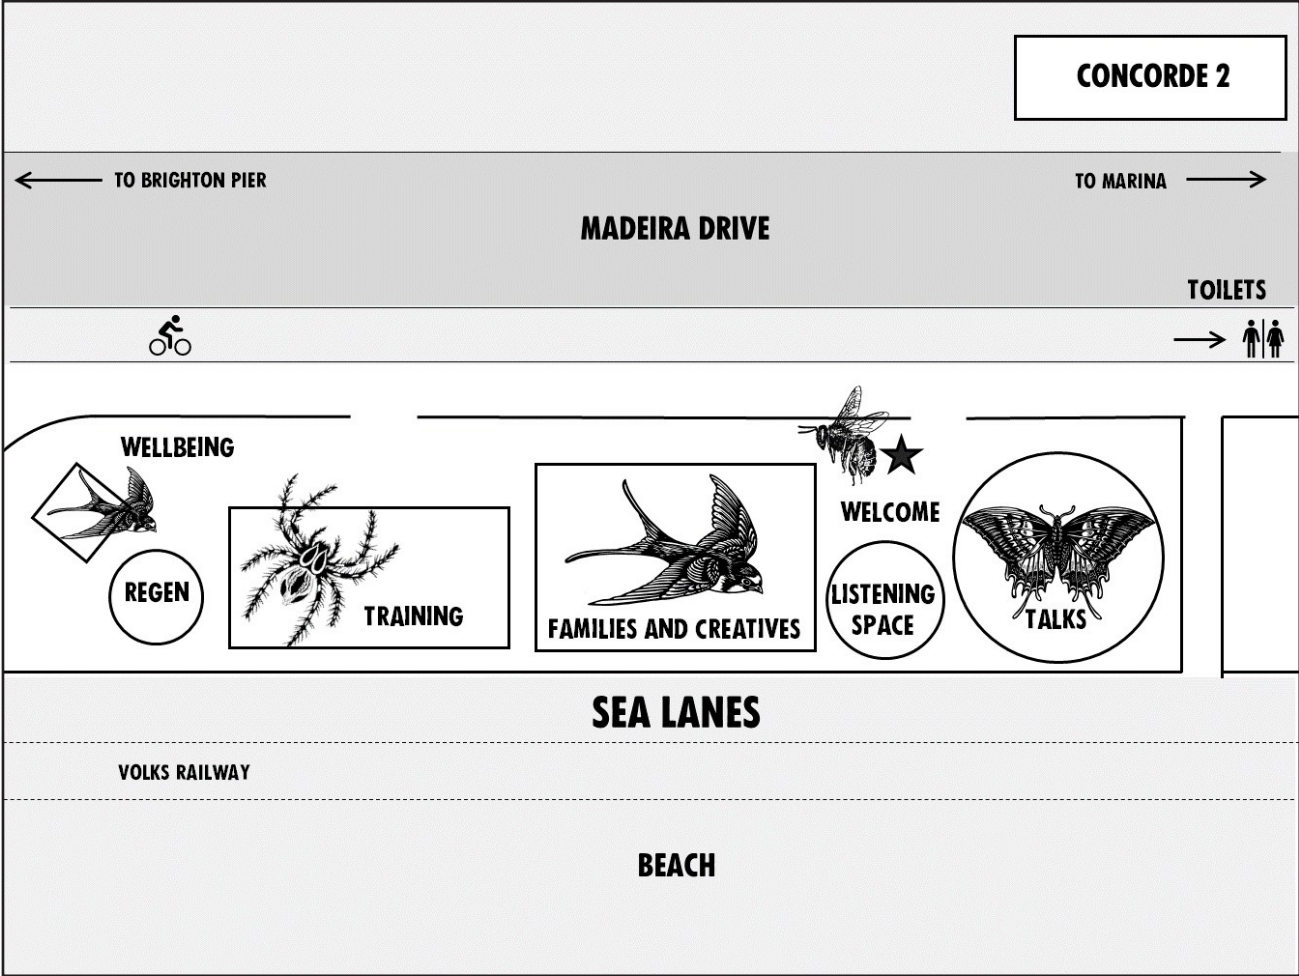 CONCORDE 2
TO BRIGHTON PIER
TO MARINA
MADEIRA DRIVE
TOILETS
WELLBEING
WELCOME
REGEN
TRAINING
FAMILIES AND CREATIVES
LISTENING
SPACE
TALKS
SEA LANES
VOLKS RAILWAY
BEACH